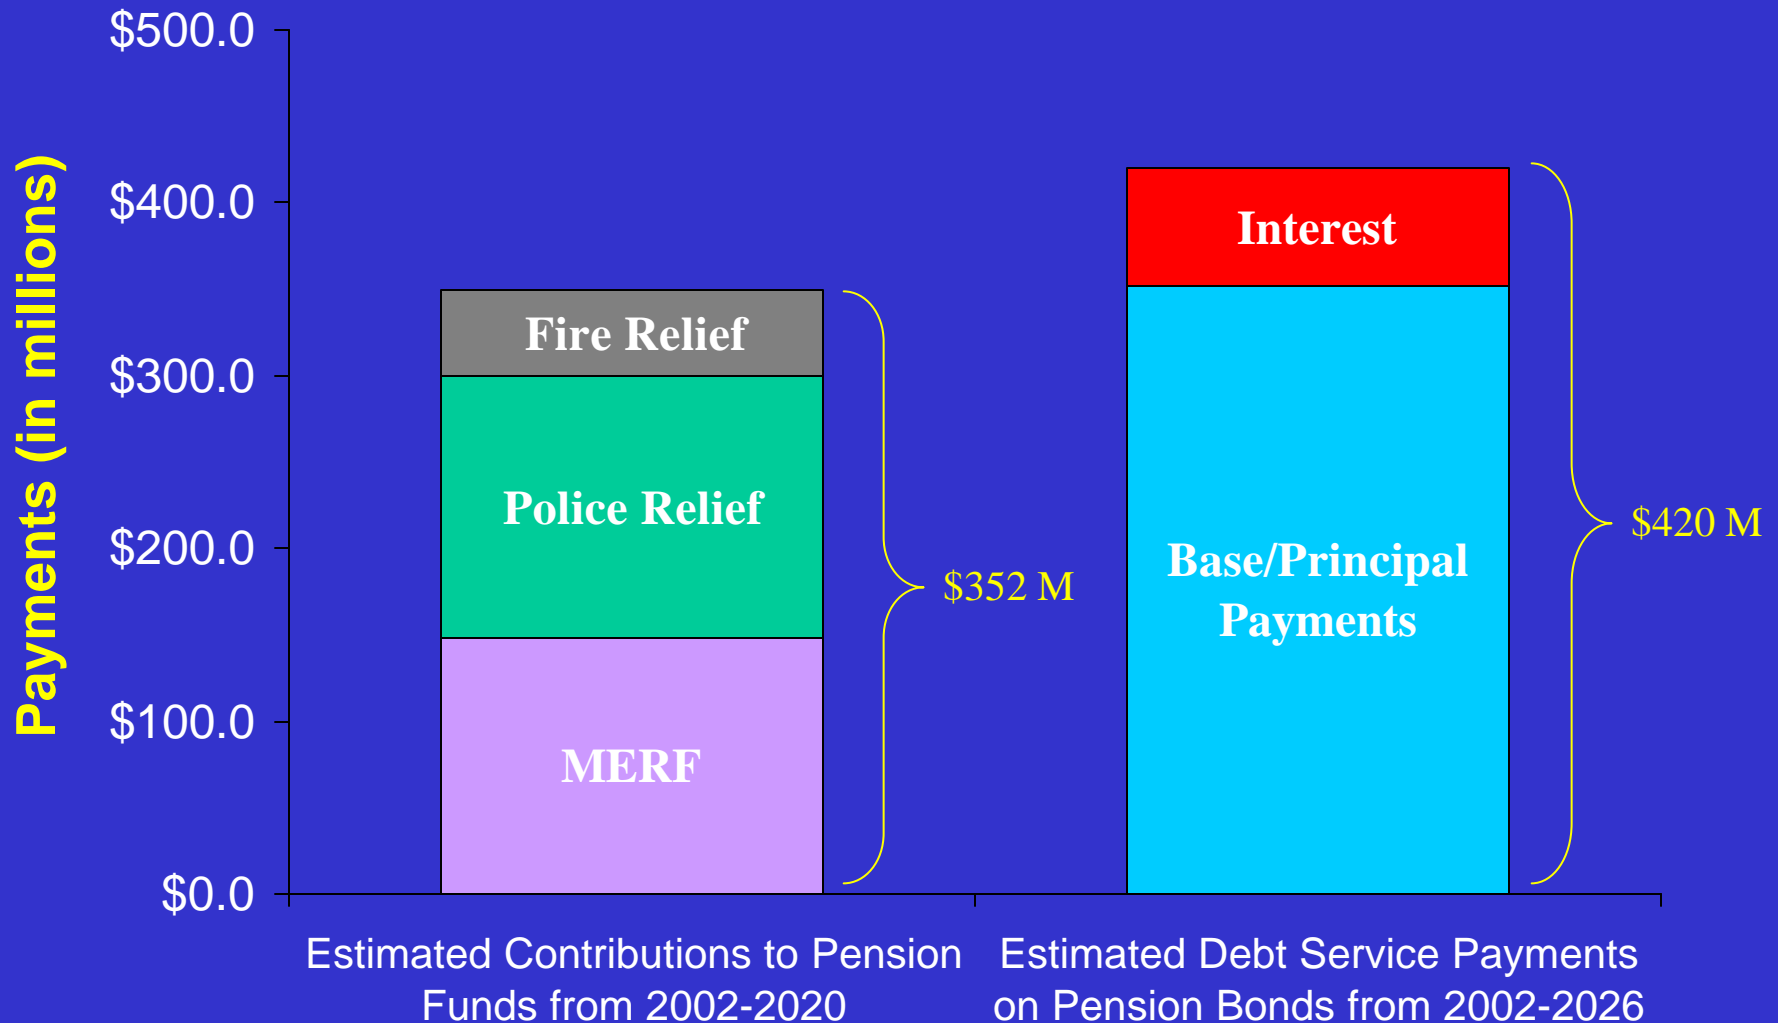 Payments (in millions)
$500.0
$400.0
$300.0
$200.0
$100.0
$0.0
Fire Relief
Police Relief
MERF
$352 M
Interest
Base/Principal
Payments
$420 M
Estimated Contributions to Pension
Funds from 2002-2020
Estimated Debt Service Payments
on Pension Bonds from 2002-2026